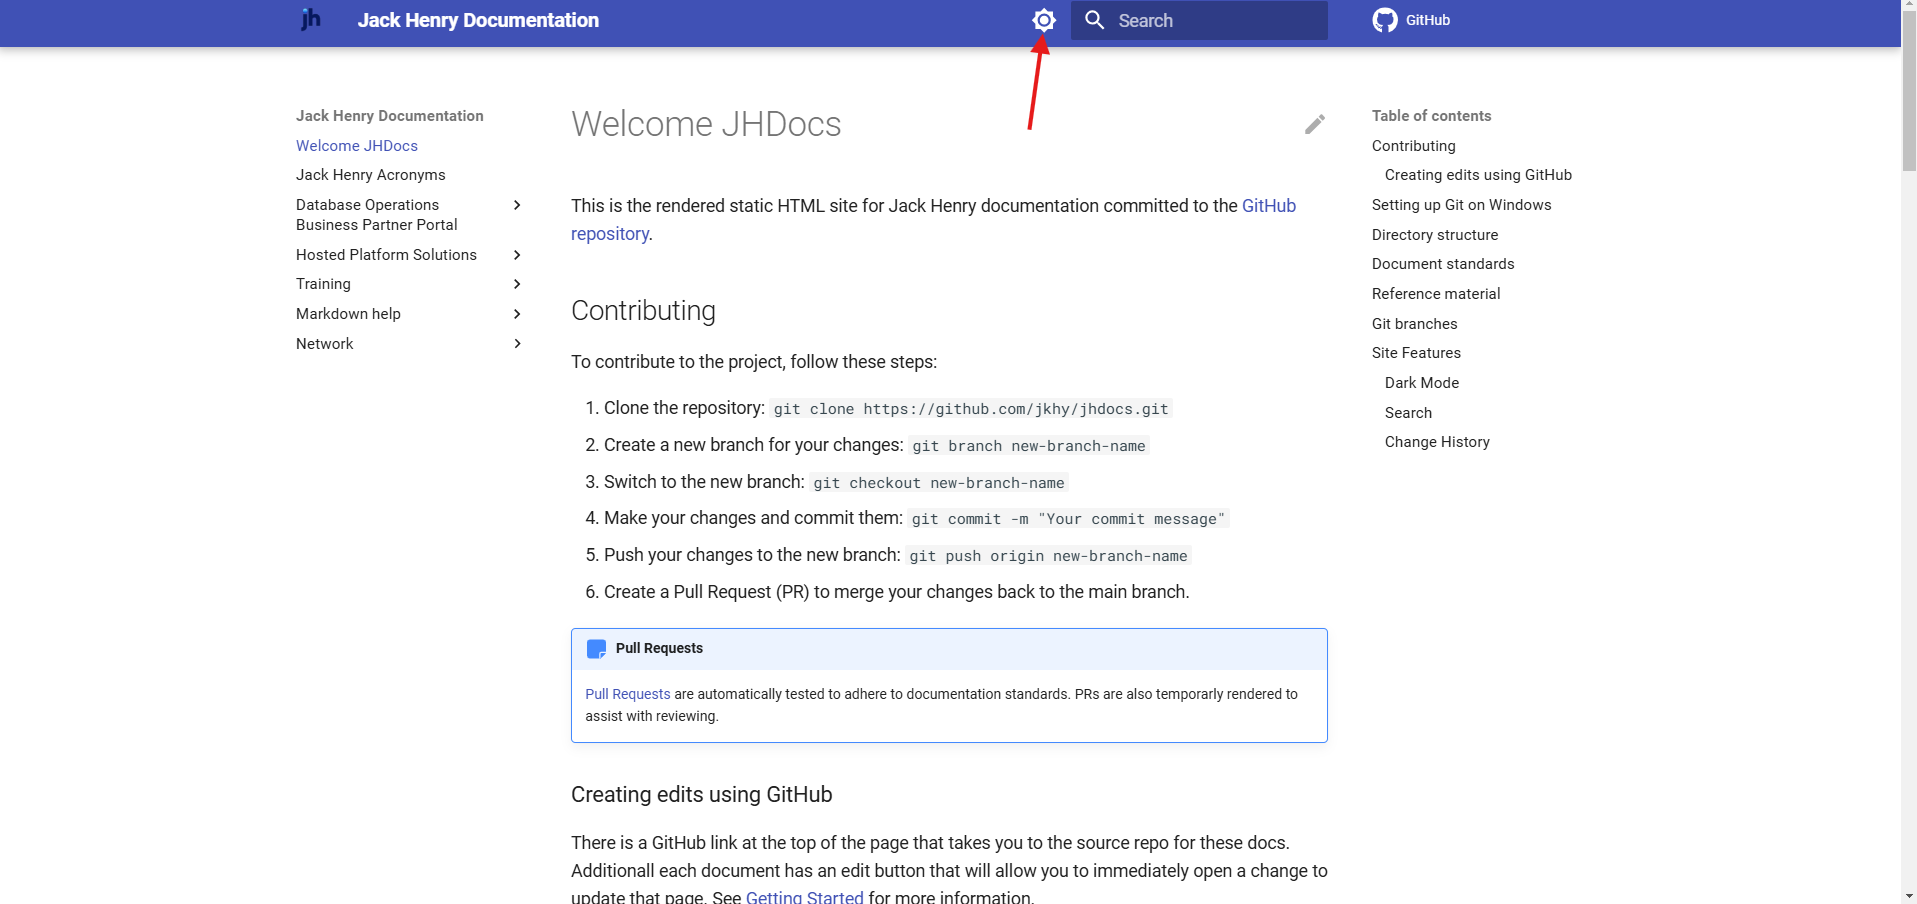 jh
Jack Henry Documentation
Search
GitHub
Jack Henry Documentation
Welcome JHDocs
Jack Henry Acronyms
Database Operations
Business Partner Portal
Hosted Platform Solutions
Training
Markdown help
Network
Welcome JHDocs
This is the rendered static HTML site for Jack Henry documentation committed to the GitHub
repository.
Contributing
To contribute to the project, follow these steps:
1. Clone the repository: git clone https://github.com/jkhy/jhdocs.git
2. Create a new branch for your changes: git branch new-branch-name
3. Switch to the new branch: git checkout new-branch-name
4. Make your changes and commit them: git commit -m "Your commit message"
5. Push your changes to the new branch: git push origin new-branch-name
6. Create a Pull Request (PR) to merge your changes back to the main branch.
Pull Requests
Pull Requests are automatically tested to adhere to documentation standards. PRs are also temporarly rendered to
assist with reviewing.
Creating edits using GitHub
There is a GitHub link at the top of the page that takes you to the source repo for these docs.
Additionall each document has an edit button that will allow you to immediately open a change to
update that page. See Getting Started for more information.
Table of contents
Contributing
Creating edits using GitHub
Setting up Git on Windows
Directory structure
Document standards
Reference material
Git branches
Site Features
Dark Mode
Search
Change History